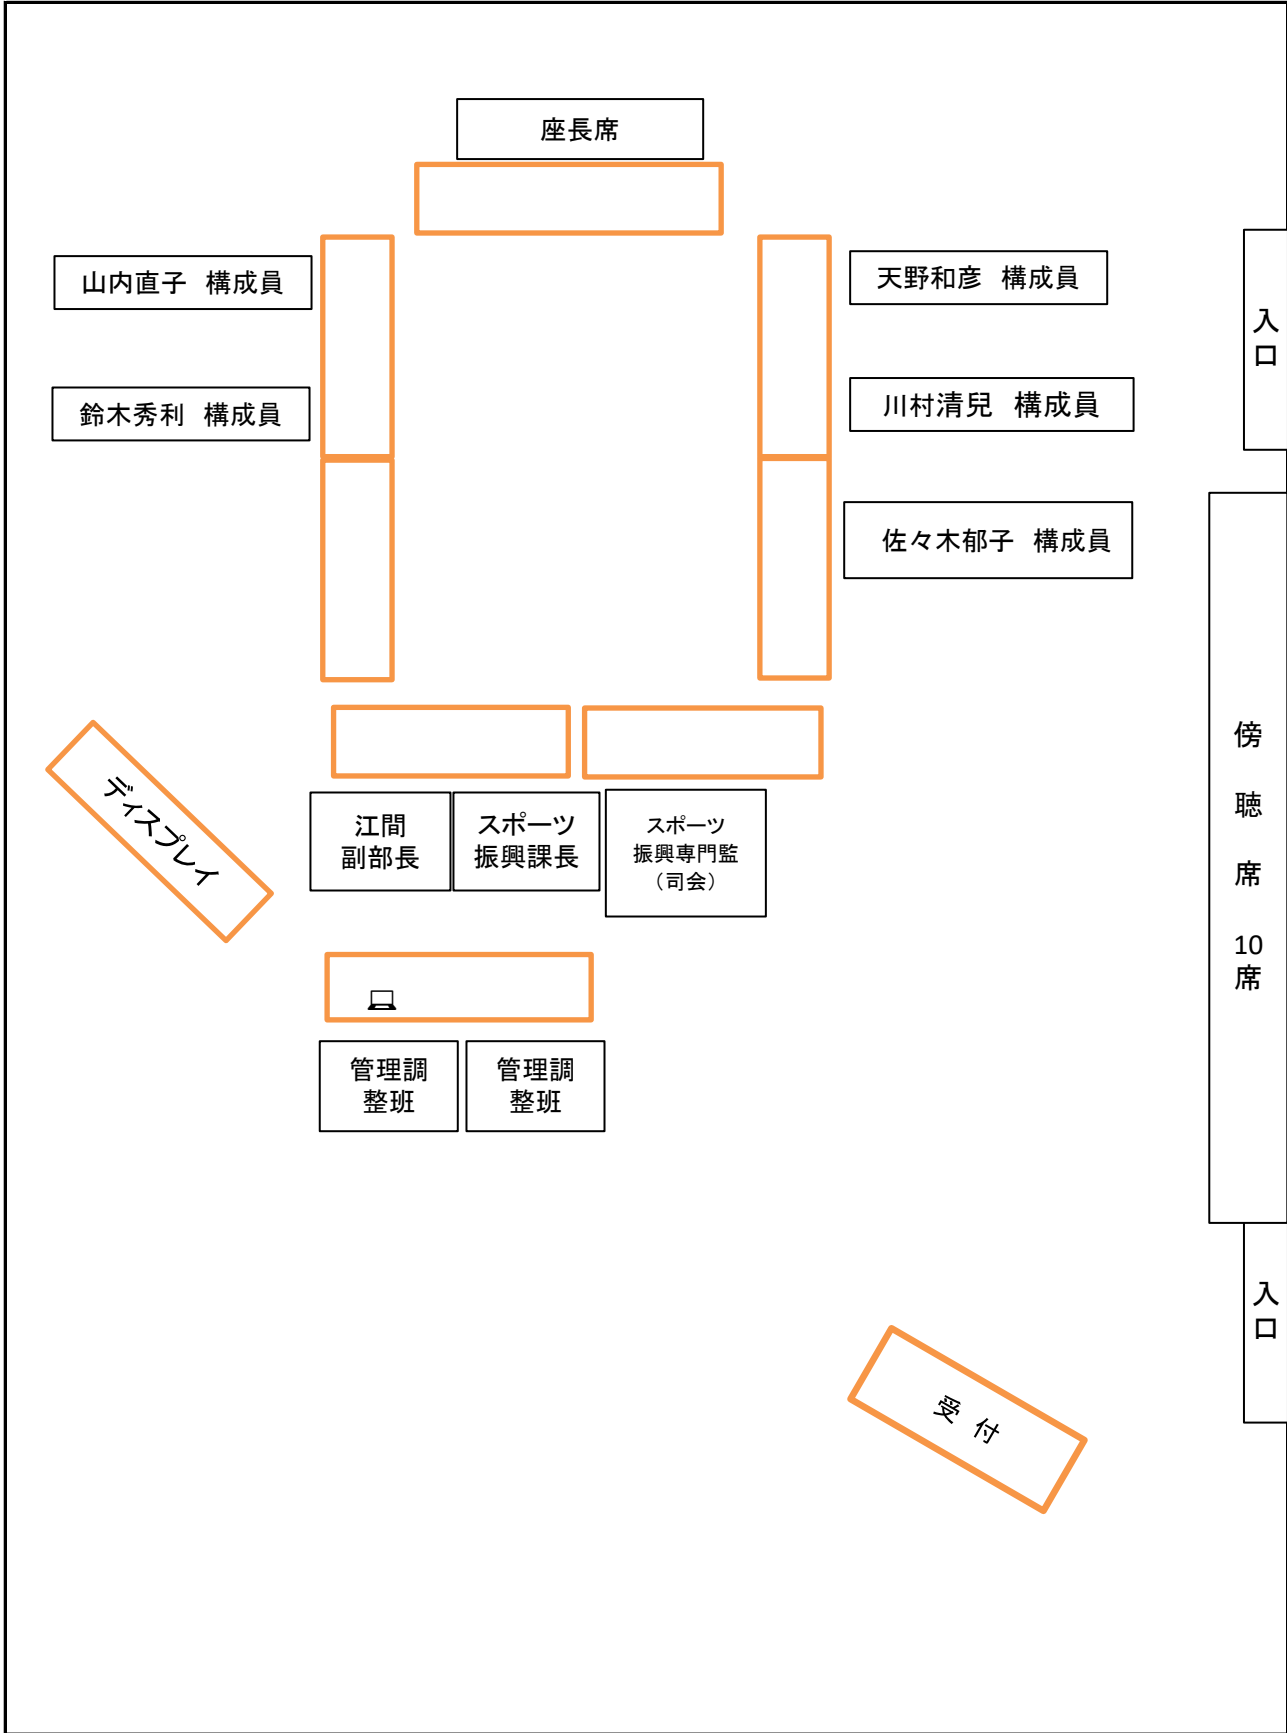 座長席
山内直子　構成員
天野和彦　構成員
入
口
鈴木秀利　構成員
川村清兒　構成員
佐々木郁子　構成員
傍
聴
席
10
席
ディスプレイ
江間
副部長
スポーツ
振興課長
スポーツ
振興専門監
（司会）
管理調
整班
管理調
整班
入
口
受 付